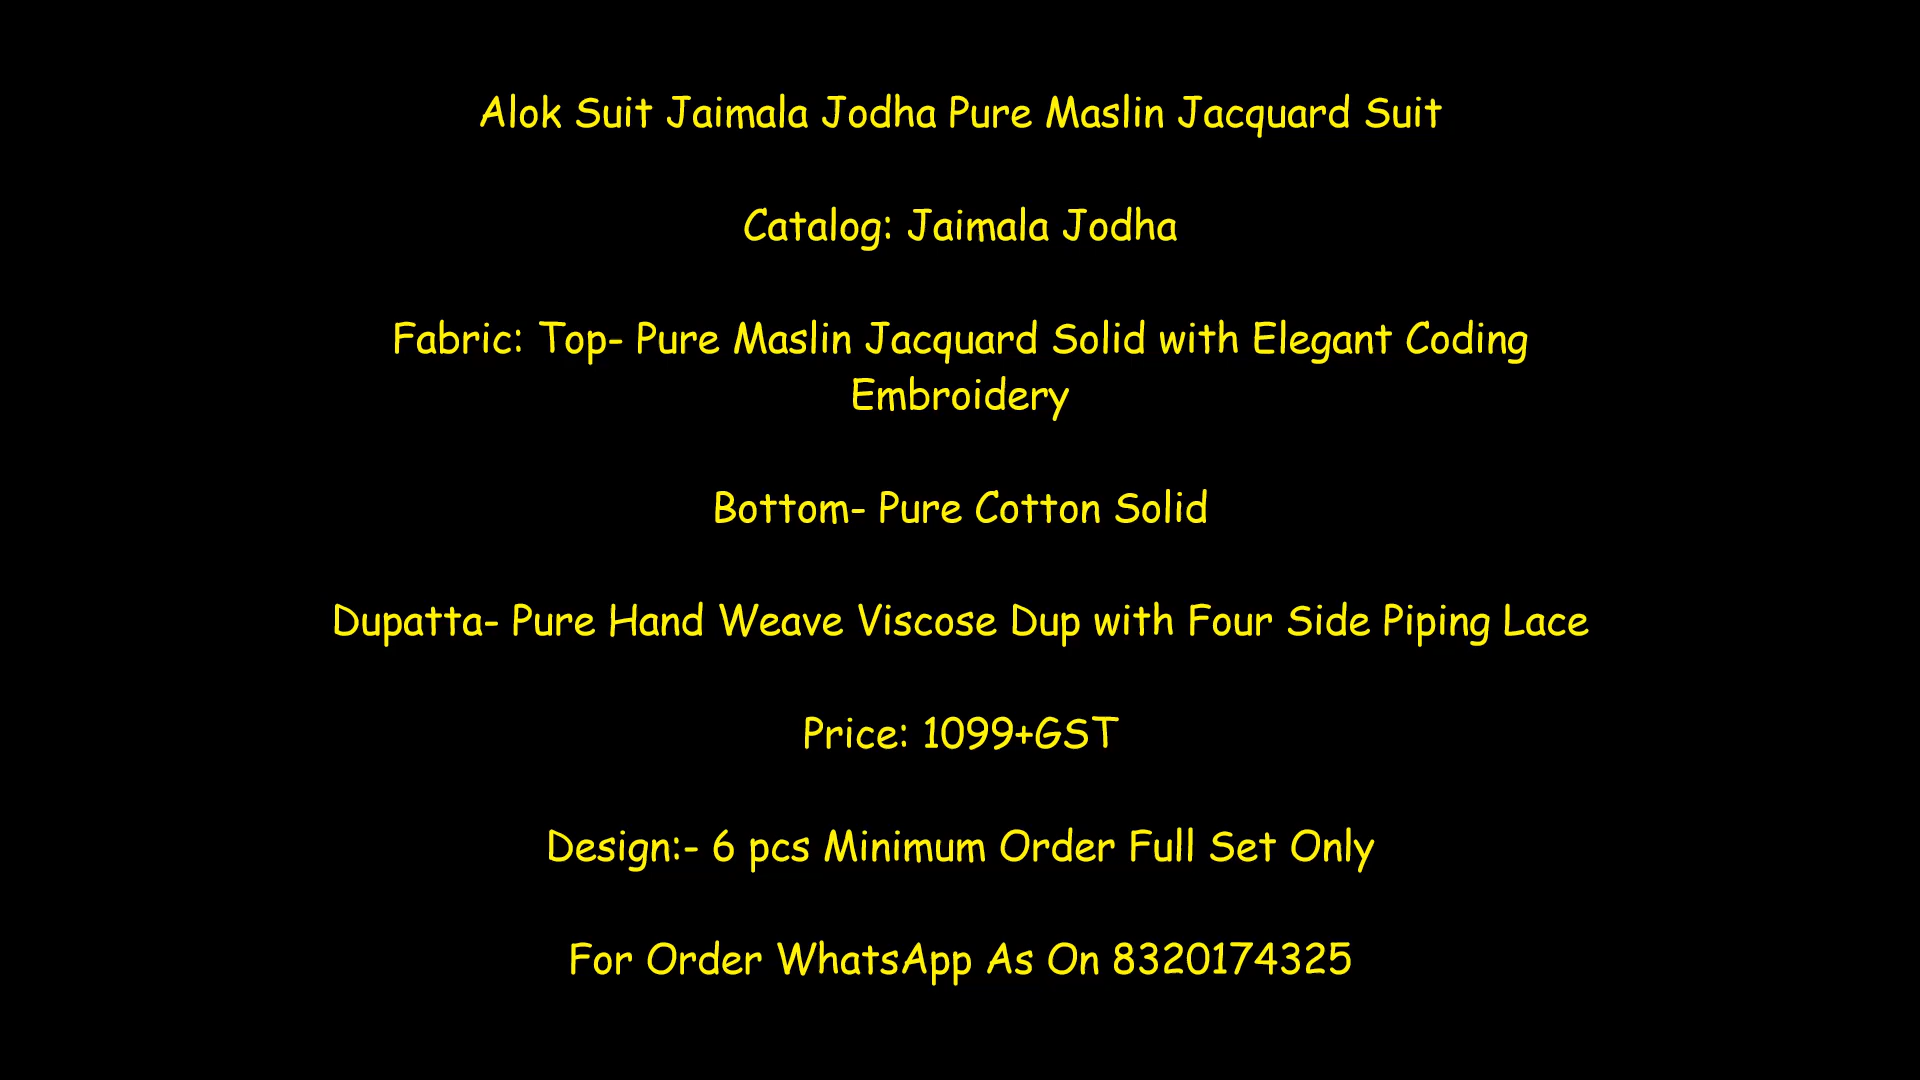 Alok Suit Jaimala Jodha Pure Maslin Jacquard Suit
Catalog: Jaimala Jodha
Fabric: Top- Pure Maslin Jacquard Solid with Elegant Coding
Embroidery
Bottom- Pure Cotton Solid
Dupatta- Pure Hand Weave Viscose Dup with Four Side Piping Lace
Price: 1099+GST
Design:- 6 pcs Minimum Order Full Set Only
For Order WhatsApp As On 8320174325